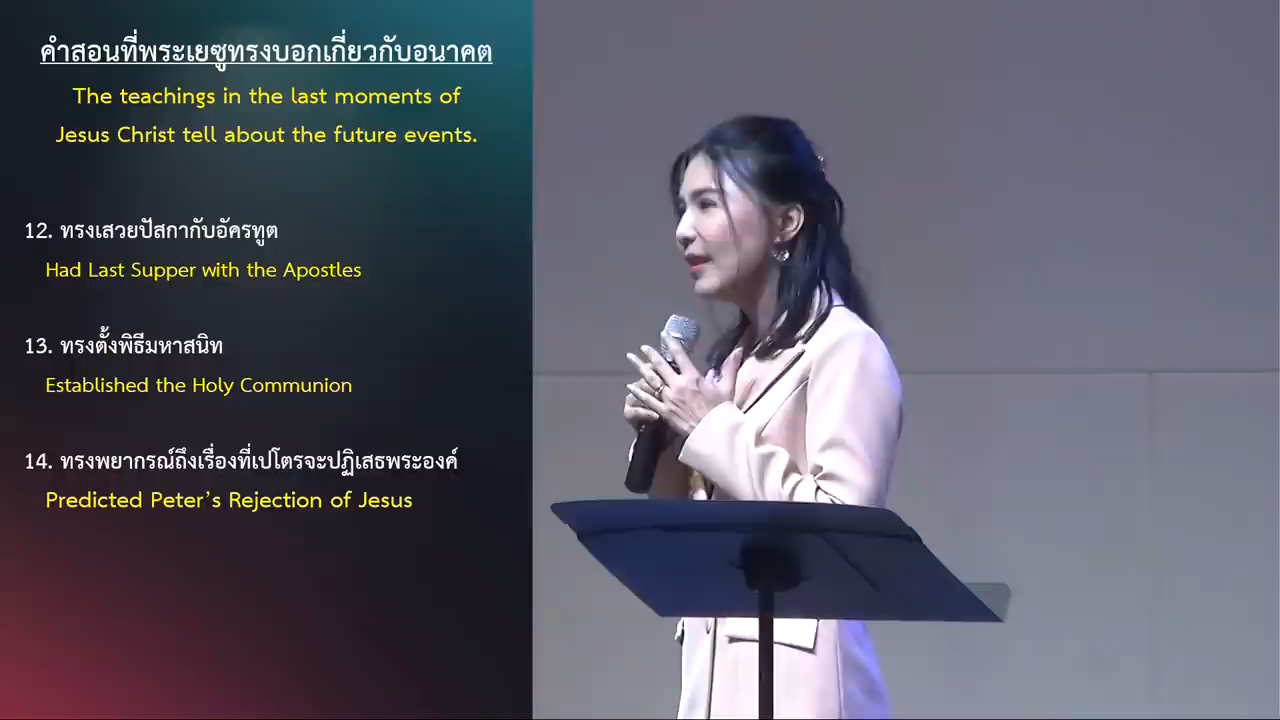 คำสอนที่พระเยซูทรงบอกเกี่ยวกับอนาคต
The teachings in the last moments of
Jesus Christ tell about the future events.
12. ทรงเสวยปัสกากับอัครทูต
Had Last Supper with the Apostles
13. ทรงตั้งพิธีมหาสนิท
Established the Holy Communion
14. ทรงพยากรณ์ถึงเรื่องที่เปโตรจะปฏิเสธพระองค์
Predicted Peter's Rejection of Jesus